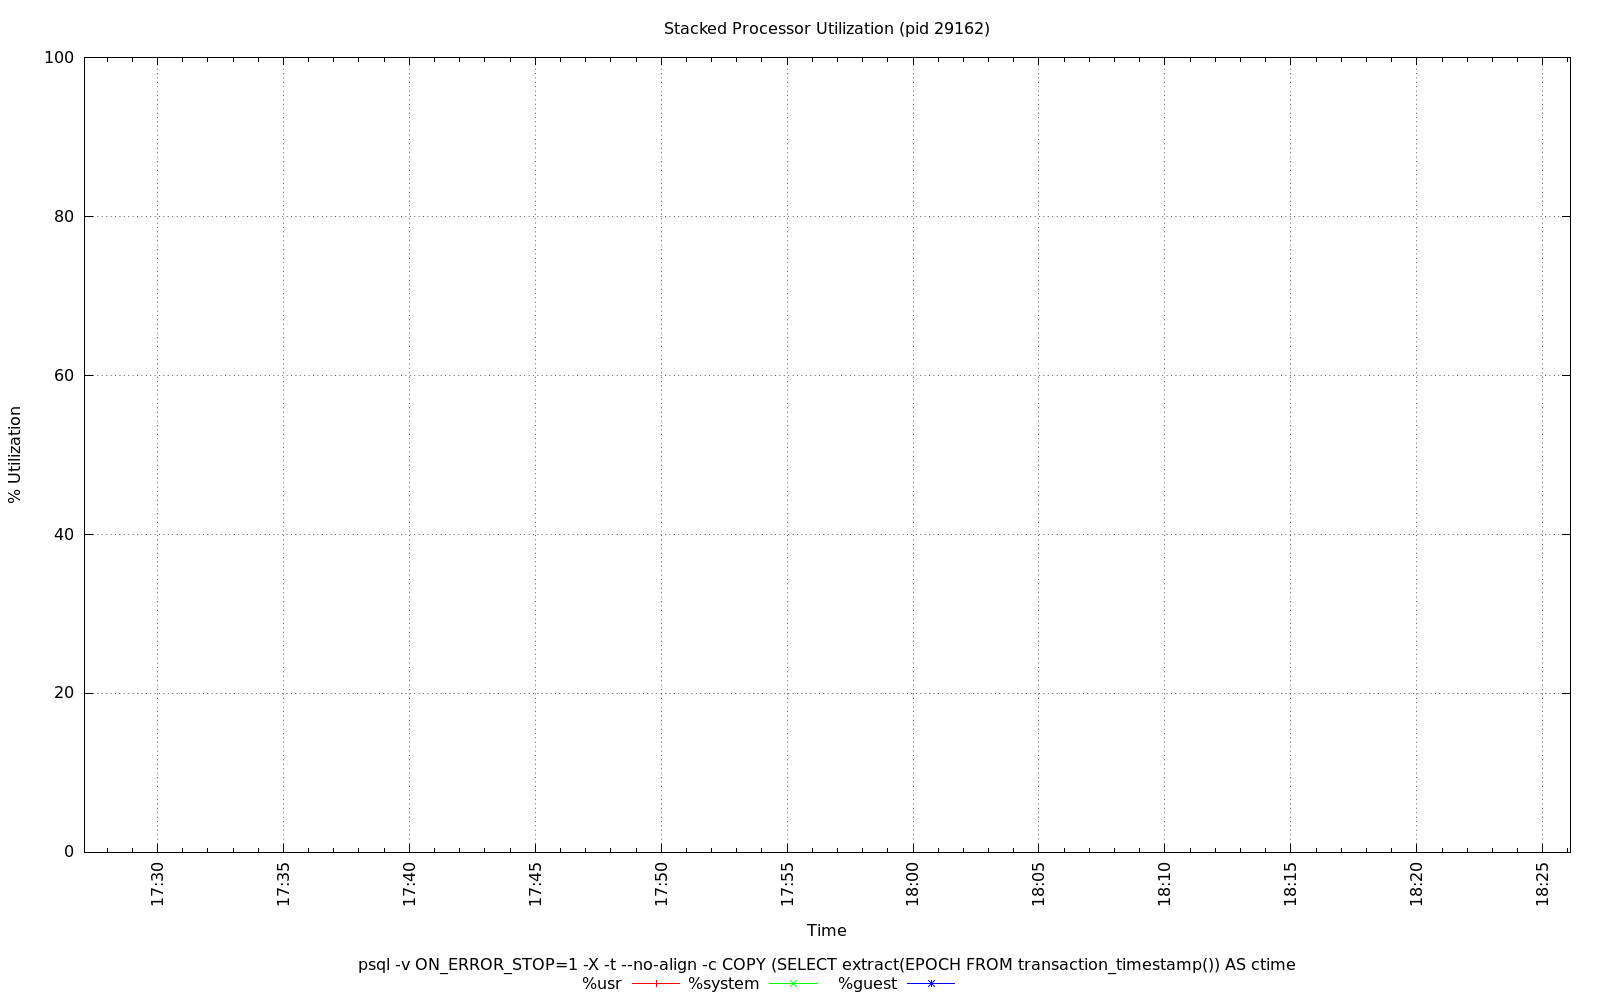 Stacked Processor Utilization (pid 29162)
100
80
60
40
20
0
% Utilization
17:30 17:35 17:40 17:45 17:50 17:55 18:00 18:05 18:10 18:15 18:20 18:25
Time
psql -v ON_ERROR_STOP=1 -X -t --no-align -c COPY (SELECT extract(EPOCH FROM transaction_timestamp()) AS ctime
%usr %system %guest